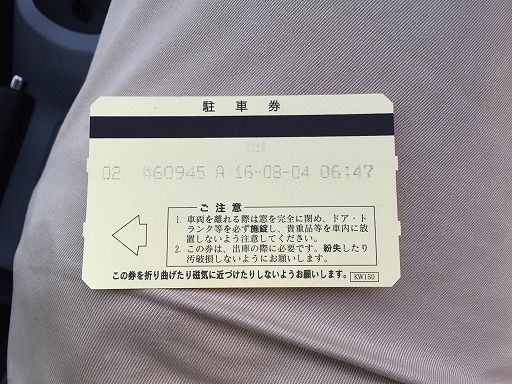 駐車券
02 #60945 A 16-08-04 06:47
ご注意
1. 車両を離れる際は窓を完全に閉め、ドア・ト
ランク等を必ず施錠し、貴重品等を車内に放
置しないよう注意してください。
2. この券は、出庫の際に必要です。紛失したり
汚破損しないようにお願いします。
この券を折り曲げたり磁気に近づけたりしないようお願いします。
KW150